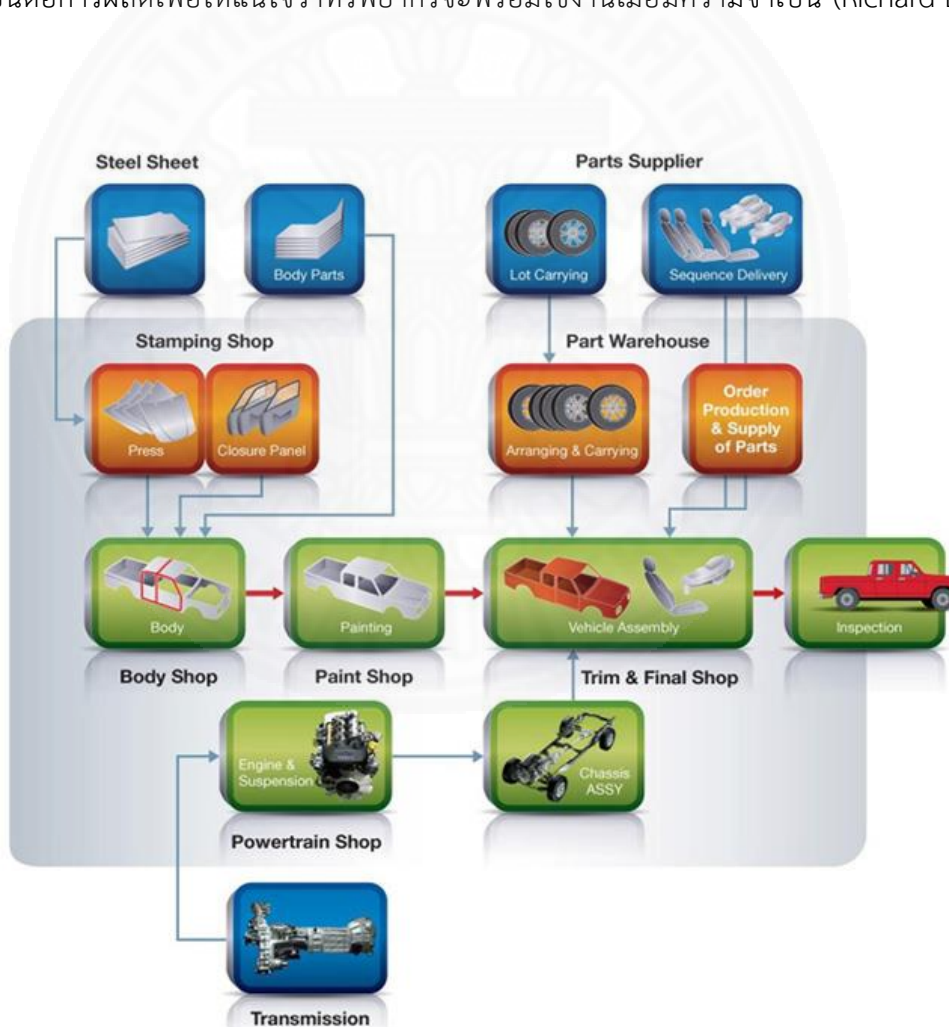 (Richard
Steel Sheet
Parts Supplier
Body Parts
Lot Carrying
Sequence Delivery
Stamping Shop
Part Warehouse
Press
Closure Panel
Arranging & Carrying
Order
Production
& Supply
of Parts
Body
Painting
Vehicle Assembly
Inspection
Body Shop
Paint Shop
Trim & Final Shop
Engine &
Suspension
Chassis
ASSY
Powertrain Shop
Transmission